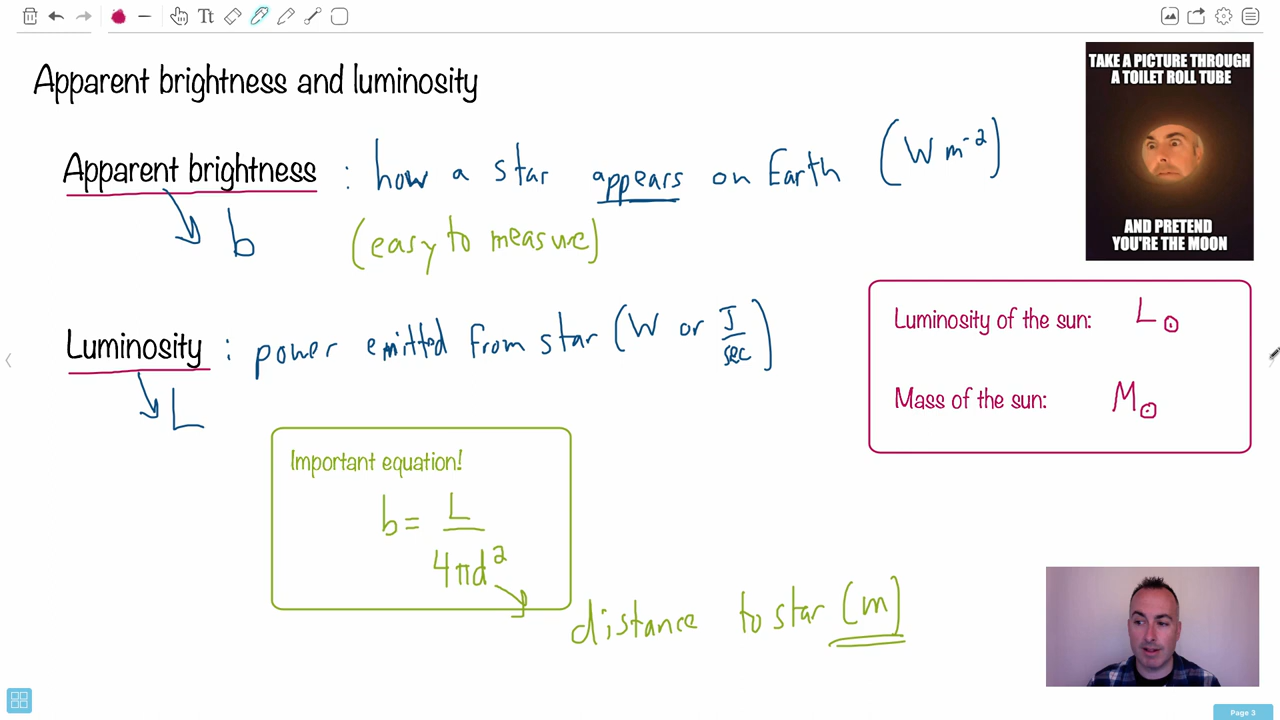 Tt
Apparent brightness and luminosity
TAKE A PICTURE THROUGH
A TOILET ROLL TUBE
AND PRETEND
YOU'RE THE MOON
Apparent brightness : how a star appears on Earth (W m⁻²)
b (easy to measure)
Luminosity : power emitted from star (W or J/sec)
L
Luminosity of the sun: L⊙
Mass of the sun: M⊙
Important equation!
b = L/4πd²
distance to star (m)
Page 3